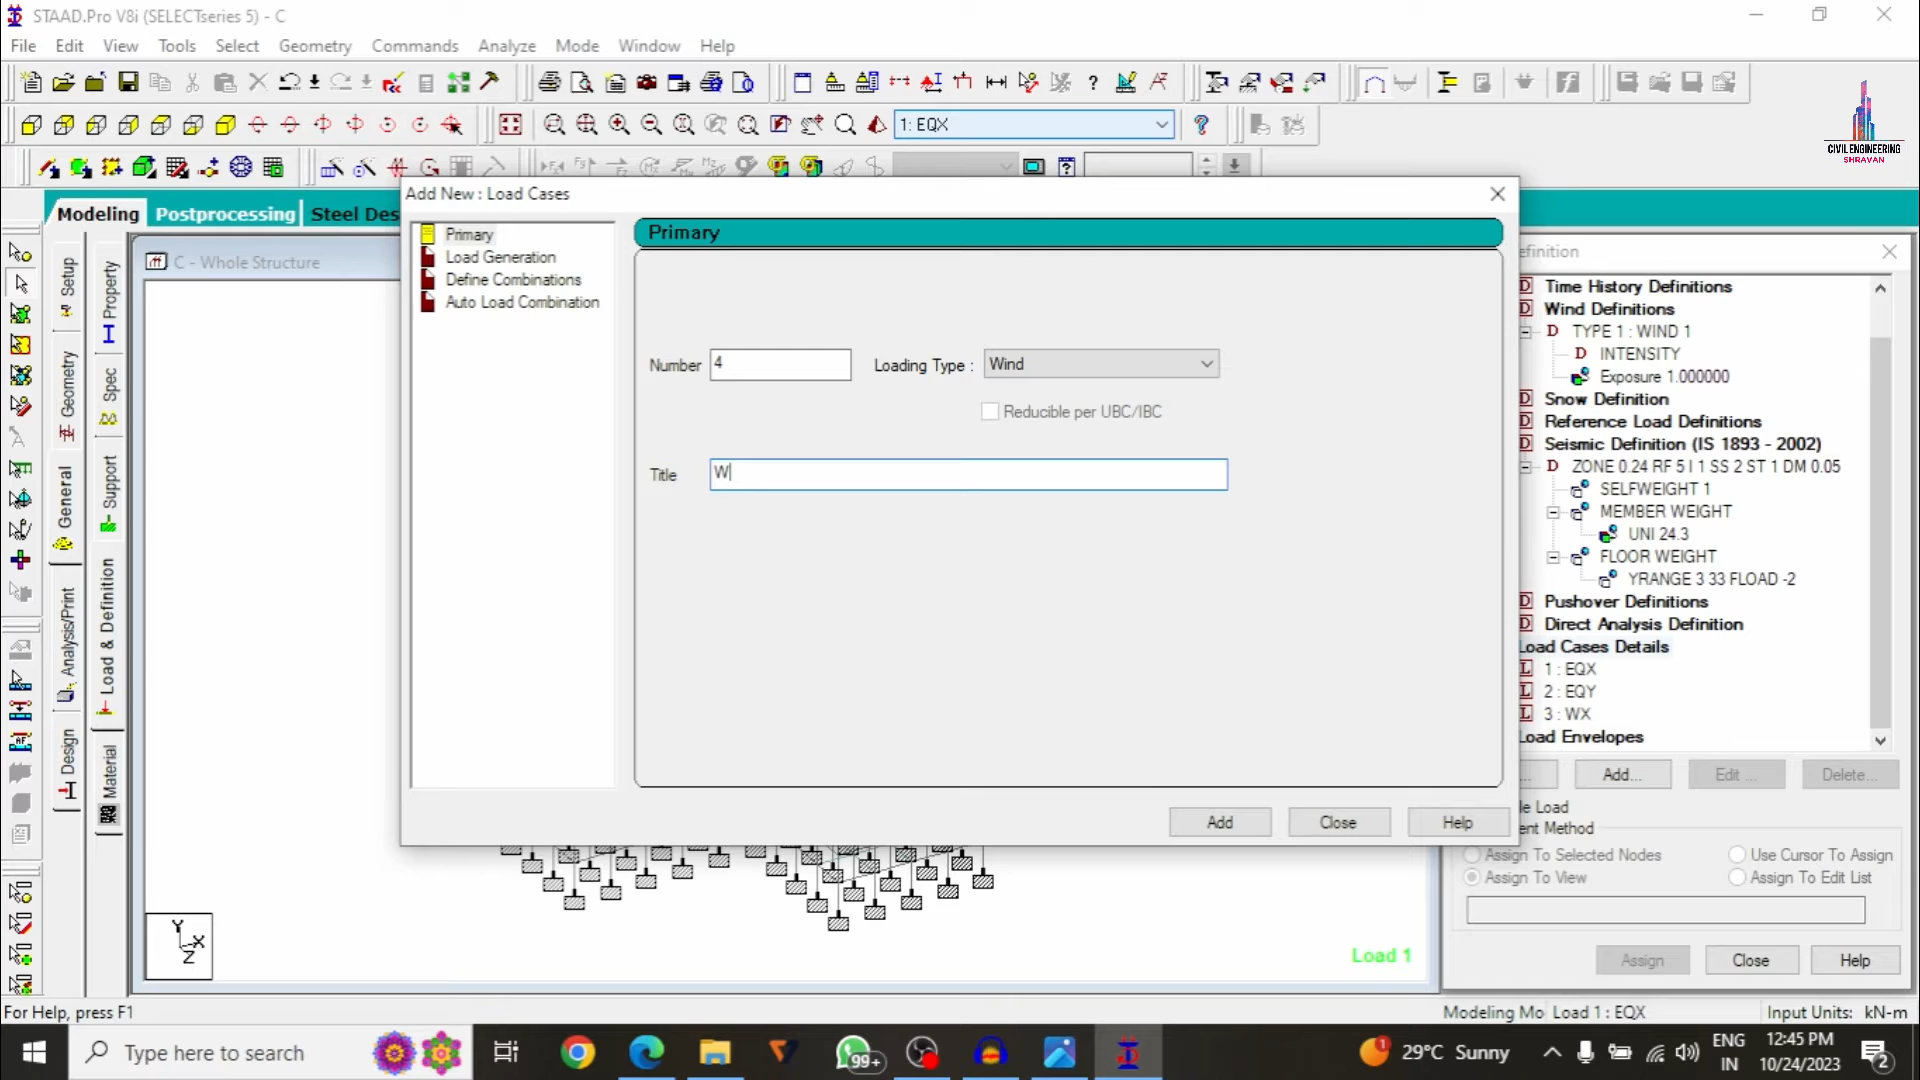 STAAD.Pro V8i (SELECTseries 5) - C
File Edit View Tools Select Geometry Commands Analyze Mode Window Help
1: EQX
CIVIL ENGINEERING
SHRAVAN
Modeling Postprocessing Steel Des
C - Whole Structure
Setup
Geometry
General
Analysis/Print
Design
Property
Spec
Support
Load & Definition
Material
Add New : Load Cases
Primary
Load Generation
Define Combinations
Auto Load Combination
Primary
Number 4 Loading Type : Wind
Reducible per UBC/IBC
Title W
Add Close Help
efinition
Time History Definitions
Wind Definitions
TYPE 1 : WIND 1
INTENSITY
Exposure 1.000000
Snow Definition
Reference Load Definitions
Seismic Definition (IS 1893 - 2002)
ZONE 0.24 RF 5 I 1 SS 2 ST 1 DM 0.05
SELFWEIGHT 1
MEMBER WEIGHT
UNI 24.3
FLOOR WEIGHT
YRANGE 3 33 FLOAD -2
Pushover Definitions
Direct Analysis Definition
Load Cases Details
1 : EQX
2 : EQY
3 : WX
Load Envelopes
... Add... Edit ... Delete...
le Load
ent Method
Assign To Selected Nodes Use Cursor To Assign
Assign To View Assign To Edit List
Assign Close Help
Y
X
Z
Load 1
For Help, press F1
Modeling Mo Load 1 : EQX Input Units: kN-m
Type here to search
99+
1 29°C Sunny
ENG
IN
12:45 PM
10/24/2023
2